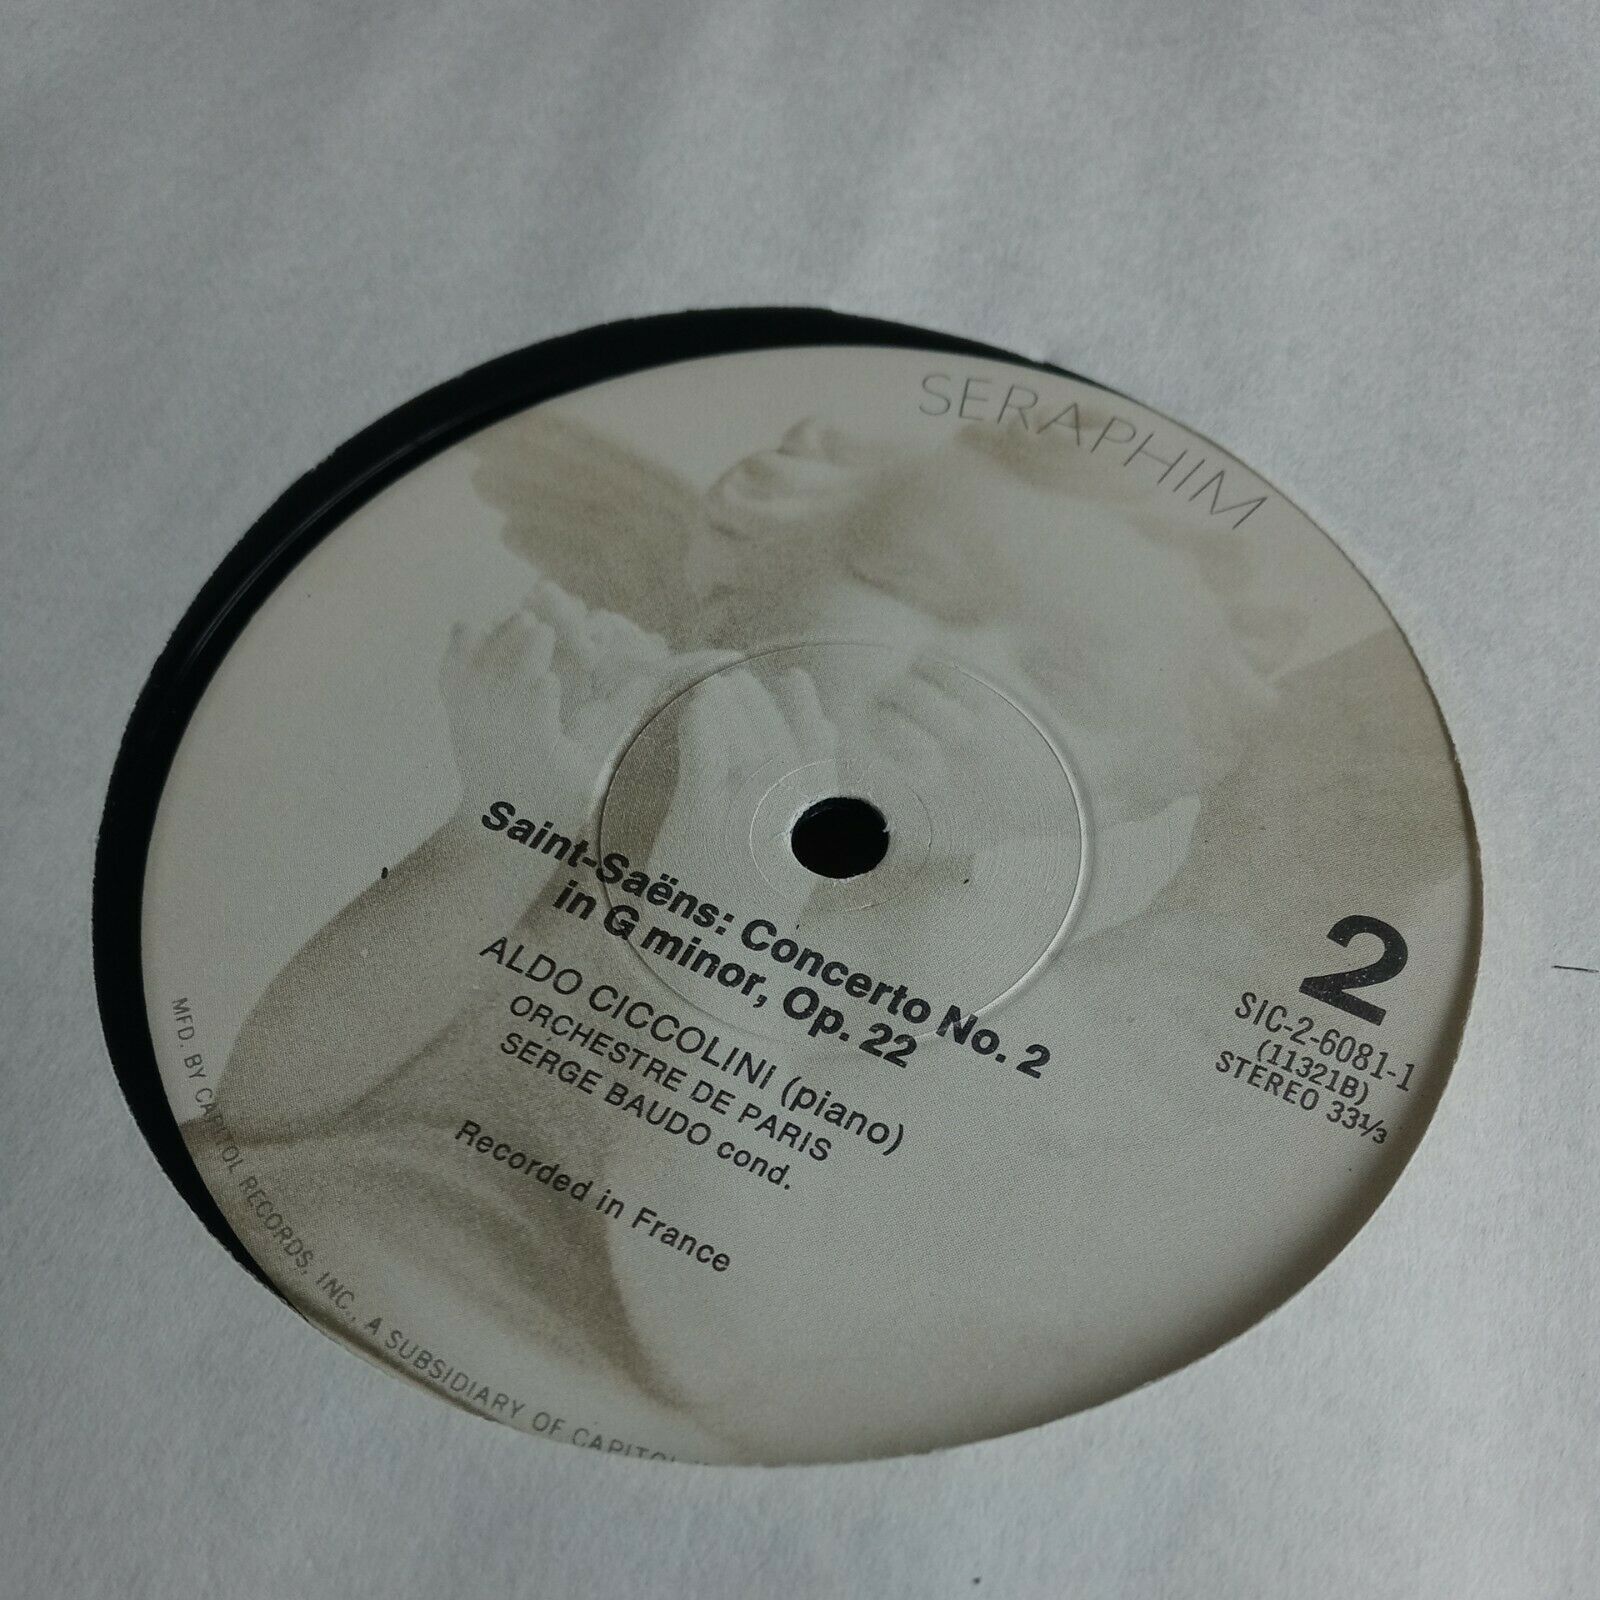 SERAPHIM
Saint-Saëns: Concerto No. 2
in G minor, Op. 22
ALDO CICCOLINI (piano)
ORCHESTRE DE PARIS
SERGE BAUDO cond.
Recorded in France
2
SIC-2-6081-1
(11321B)
STEREO 33⅓
MFD. BY CAPITOL RECORDS, INC., A SUBSIDIARY OF CAPITOL